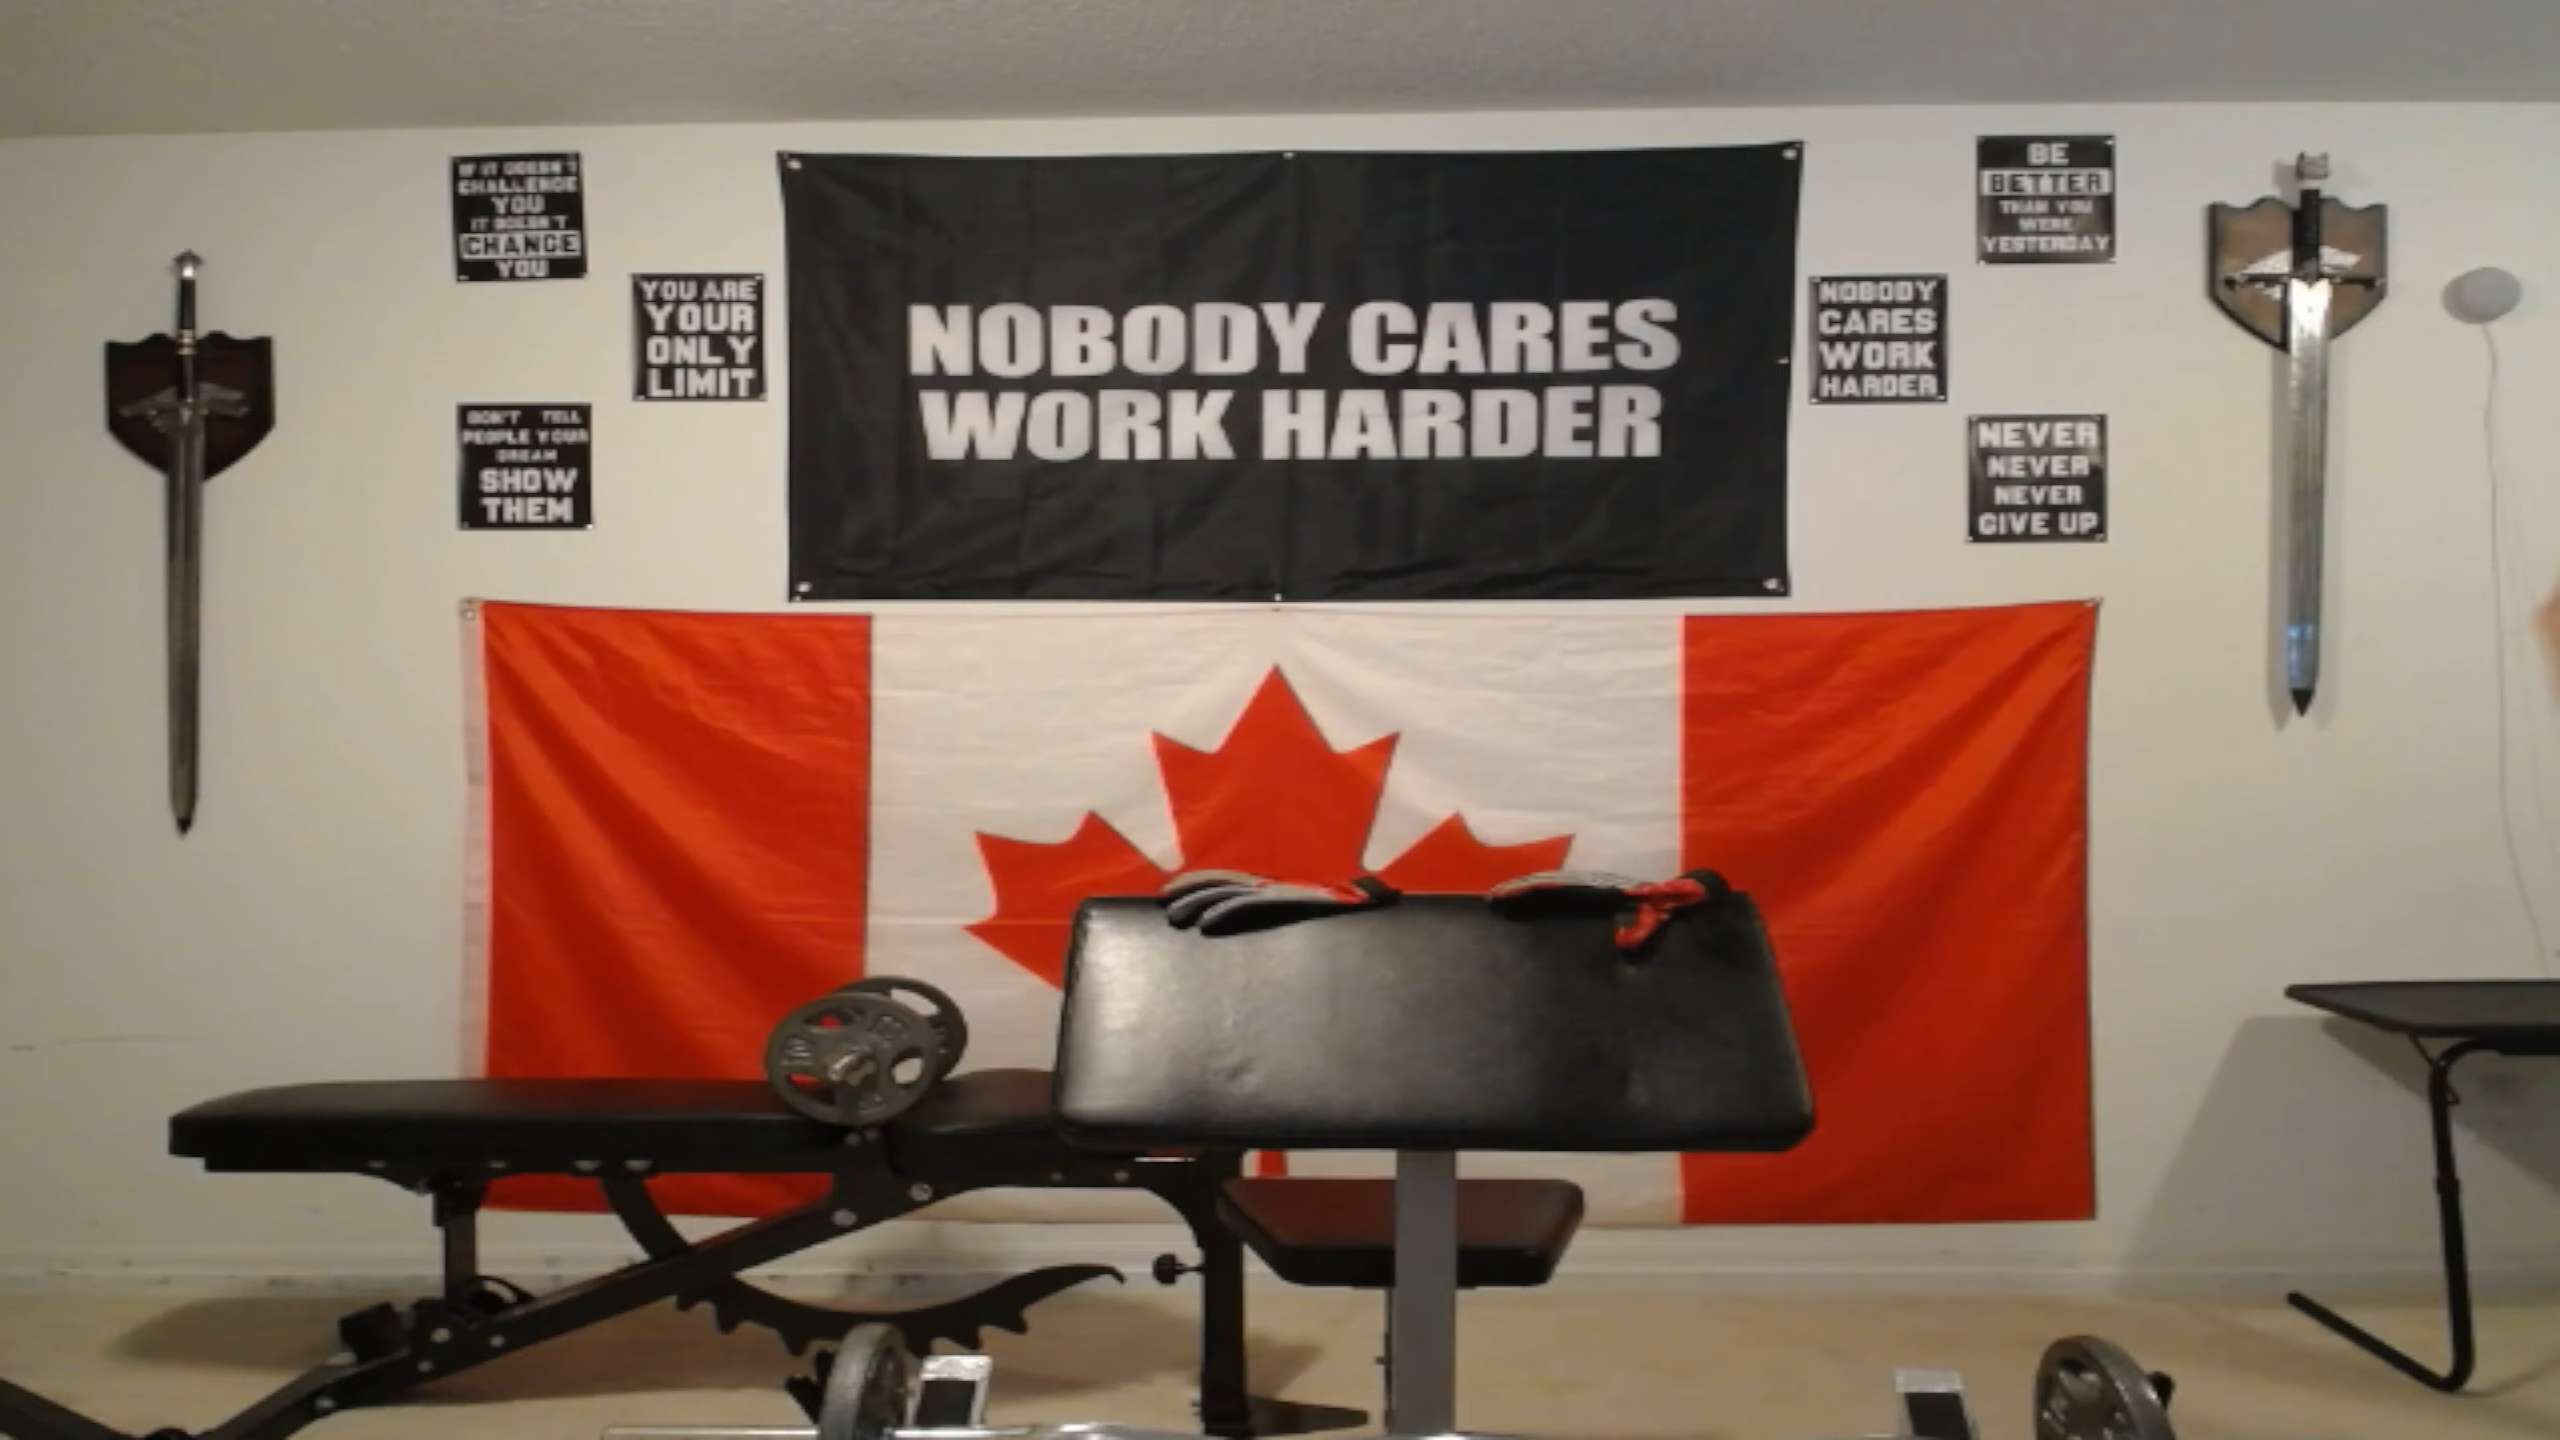 IF IT DOESN'T
CHALLENGE
YOU
IT DOESN'T
CHANGE
YOU
YOU ARE
YOUR
ONLY
LIMIT
DON'T TELL
PEOPLE YOUR
DREAM
SHOW
THEM
NOBODY CARES
WORK HARDER
BE
BETTER
THAN YOU
WERE
YESTERDAY
NOBODY
CARES
WORK
HARDER
NEVER
NEVER
NEVER
GIVE UP